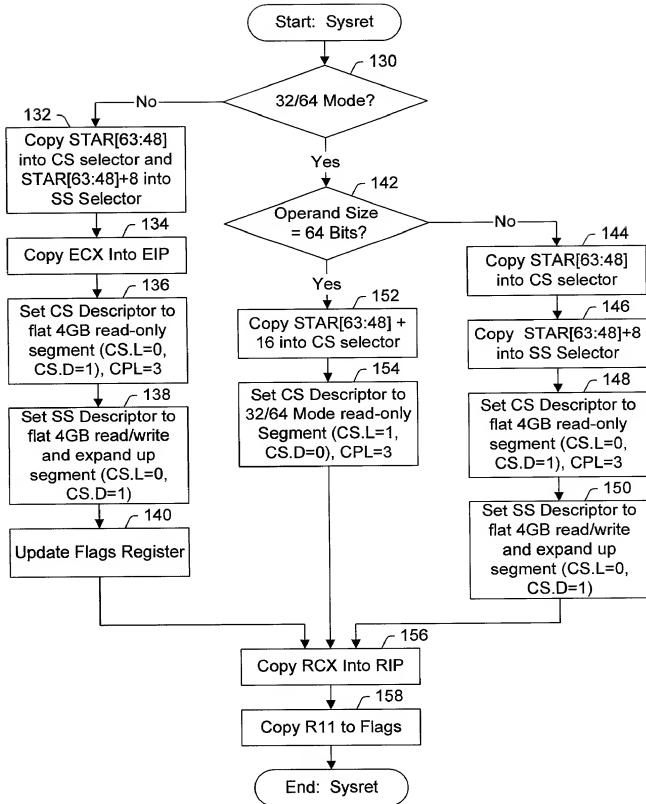 Start: Sysret
130
32/64 Mode?
No
Yes
132
Copy STAR[63:48]
into CS selector and
STAR[63:48]+8 into
SS Selector
134
Copy ECX Into EIP
136
Set CS Descriptor to
flat 4GB read-only
segment (CS.L=0,
CS.D=1), CPL=3
138
Set SS Descriptor to
flat 4GB read/write
and expand up
segment (CS.L=0,
CS.D=1)
140
Update Flags Register
142
Operand Size
= 64 Bits?
No
Yes
152
Copy STAR[63:48] +
16 into CS selector
154
Set CS Descriptor to
32/64 Mode read-only
Segment (CS.L=1,
CS.D=0), CPL=3
144
Copy STAR[63:48]
into CS selector
146
Copy STAR[63:48]+8
into SS Selector
148
Set CS Descriptor to
flat 4GB read-only
segment (CS.L=0,
CS.D=1), CPL=3
150
Set SS Descriptor to
flat 4GB read/write
and expand up
segment (CS.L=0,
CS.D=1)
156
Copy RCX Into RIP
158
Copy R11 to Flags
End: Sysret